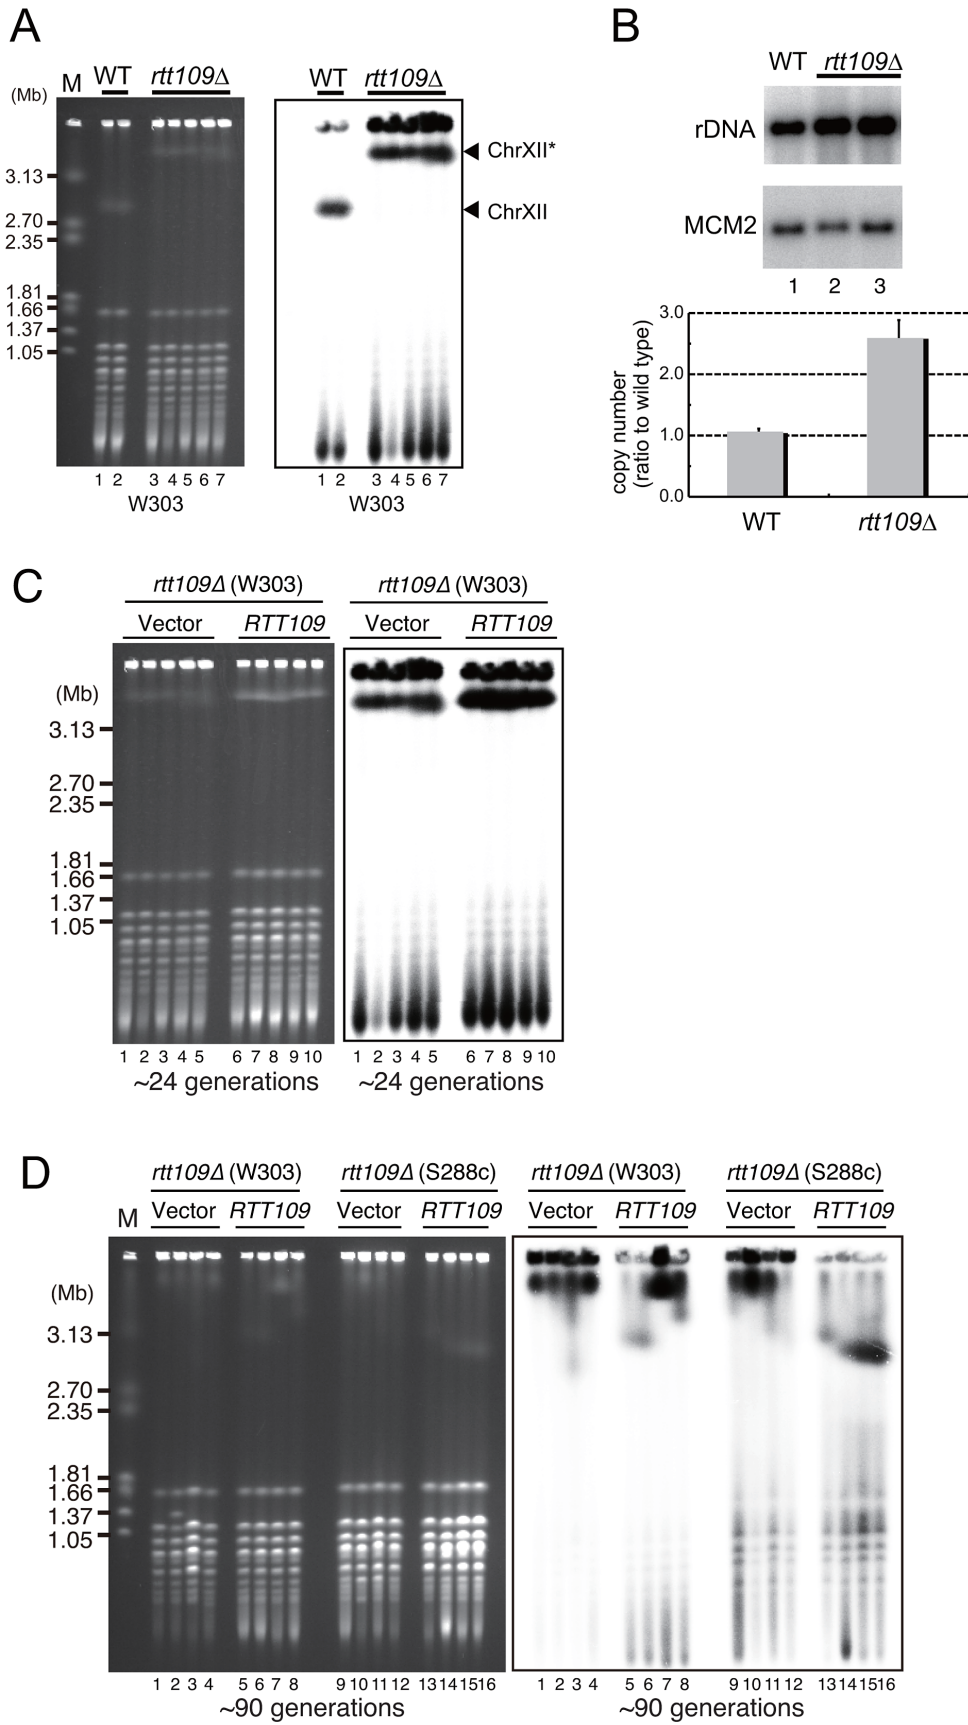 A
M WT rtt109Δ
(Mb)
3.13
2.70
2.35
1.81
1.66
1.37
1.05
1 2 3 4 5 6 7
W303
WT rtt109Δ
ChrXII*
ChrXII
1 2 3 4 5 6 7
W303
B
WT rtt109Δ
rDNA
MCM2
1 2 3
copy number
(ratio to wild type)
3.0
2.0
1.0
0.0
WT rtt109Δ
C
rtt109Δ (W303)
Vector RTT109
(Mb)
3.13
2.70
2.35
1.81
1.66
1.37
1.05
1 2 3 4 5 6 7 8 9 10
~24 generations
rtt109Δ (W303)
Vector RTT109
1 2 3 4 5 6 7 8 9 10
~24 generations
D
rtt109Δ (W303) rtt109Δ (S288c)
M Vector RTT109 Vector RTT109
(Mb)
3.13
2.70
2.35
1.81
1.66
1.37
1.05
1 2 3 4 5 6 7 8 9 10 11 12 13 14 15 16
~90 generations
rtt109Δ (W303) rtt109Δ (S288c)
Vector RTT109 Vector RTT109
1 2 3 4 5 6 7 8 9 10 11 12 13 14 15 16
~90 generations